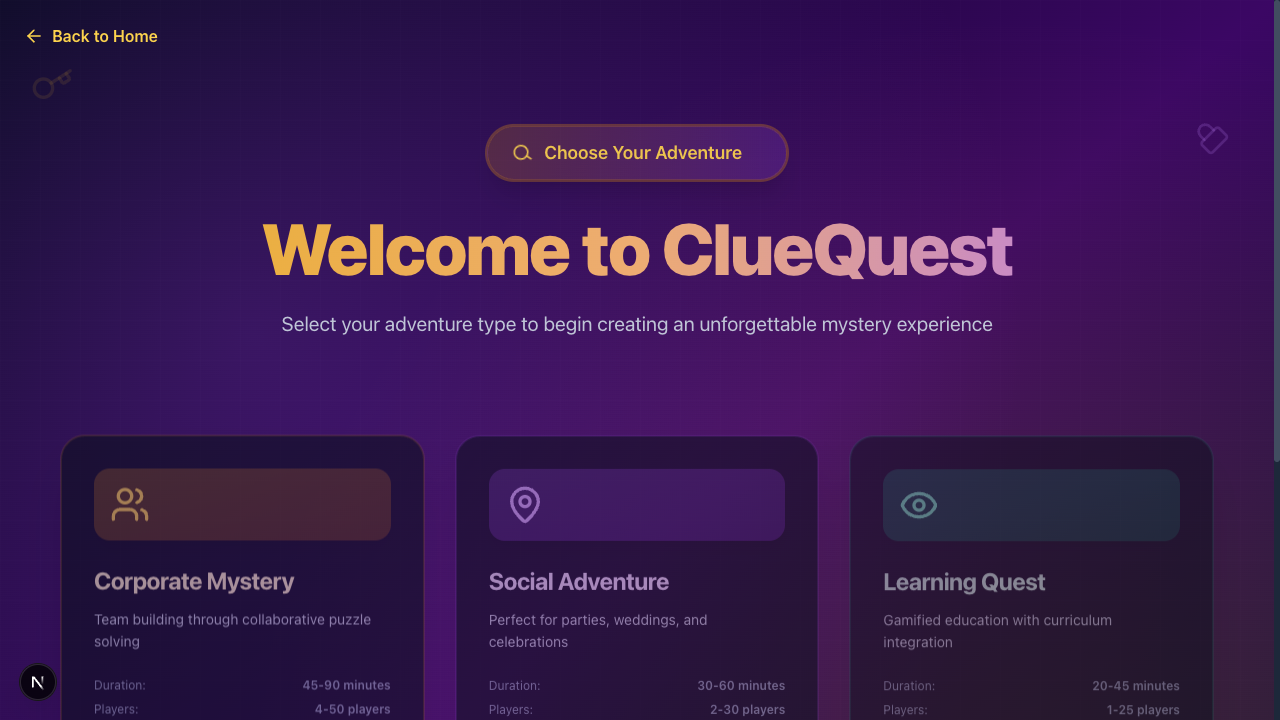 Back to Home
Choose Your Adventure
Welcome to ClueQuest
Select your adventure type to begin creating an unforgettable mystery experience
Corporate Mystery
Team building through collaborative puzzle
solving
Duration: 45-90 minutes
Players: 4-50 players
Social Adventure
Perfect for parties, weddings, and
celebrations
Duration: 30-60 minutes
Players: 2-30 players
Learning Quest
Gamified education with curriculum
integration
Duration: 20-45 minutes
Players: 1-25 players
N